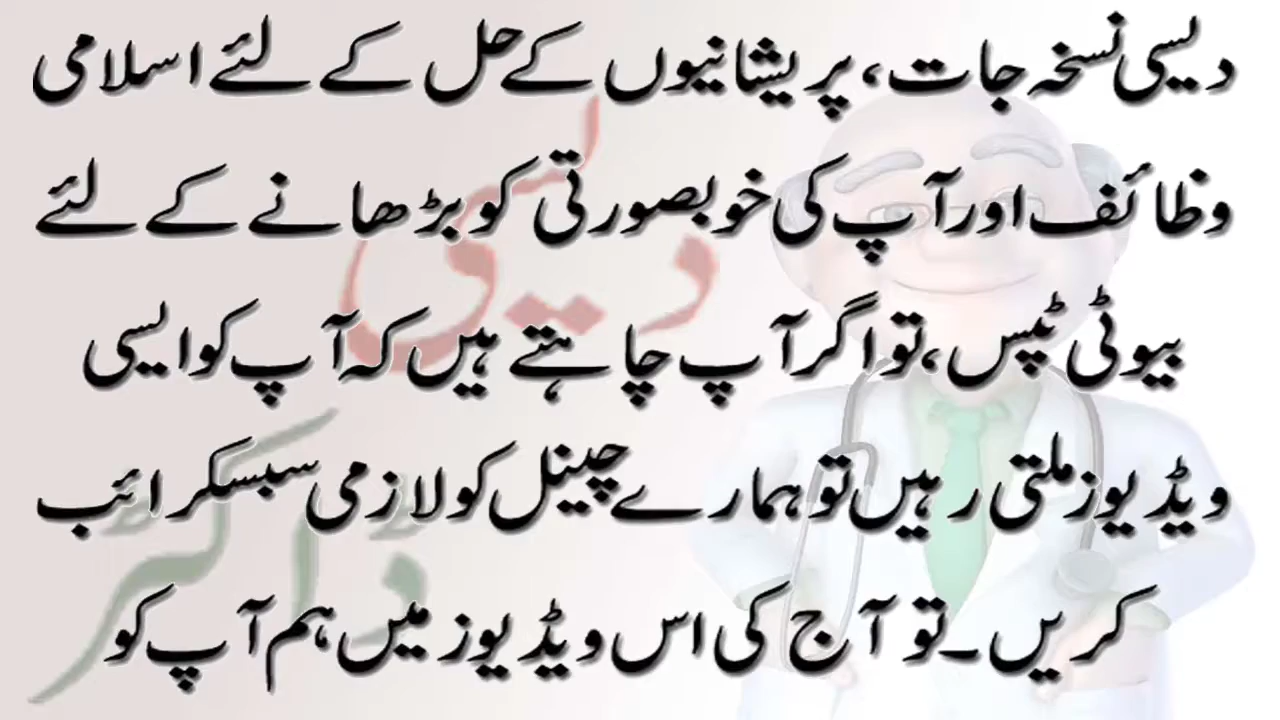 دیسی نسخہ جات، پریشانیوں کے حل کے لئے اسلامی
وظائف اور آپ کی خوبصورتی کو بڑھانے کے لئے
بیوٹی ٹپس، تو اگر آپ چاہتے ہیں کہ آپ کو ایسی
ویڈیوز ملتی رہیں تو ہمارے چینل کو لازمی سبسکرائب
کریں۔ تو آج کی اس ویڈیوز میں ہم آپ کو
دیسی
ڈاکٹر